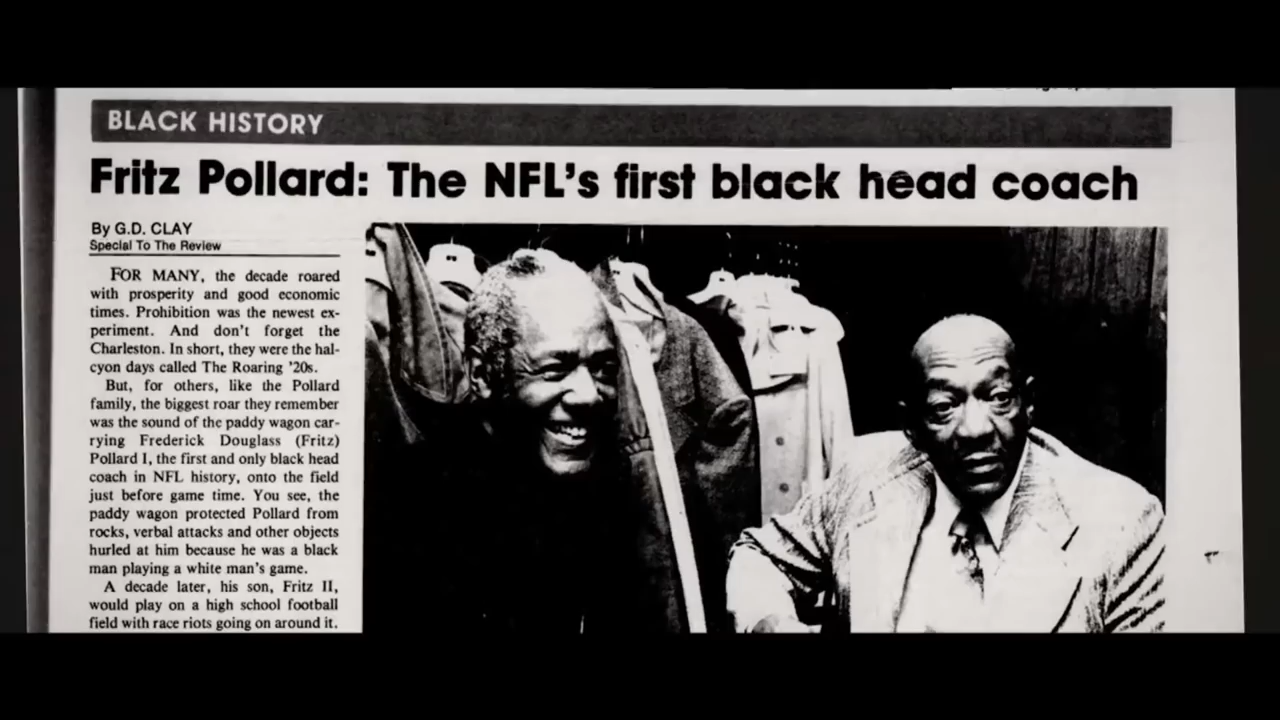 BLACK HISTORY
Fritz Pollard: The NFL's first black head coach
By G.D. CLAY
Special To The Review
FOR MANY, the decade roared
with prosperity and good economic
times. Prohibition was the newest ex-
periment. And don't forget the
Charleston. In short, they were the hal-
cyon days called The Roaring '20s.
But, for others, like the Pollard
family, the biggest roar they remember
was the sound of the paddy wagon car-
rying Frederick Douglass (Fritz)
Pollard I, the first and only black head
coach in NFL history, onto the field
just before game time. You see, the
paddy wagon protected Pollard from
rocks, verbal attacks and other objects
hurled at him because he was a black
man playing a white man's game.
A decade later, his son, Fritz II,
would play on a high school football
field with race riots going on around it.